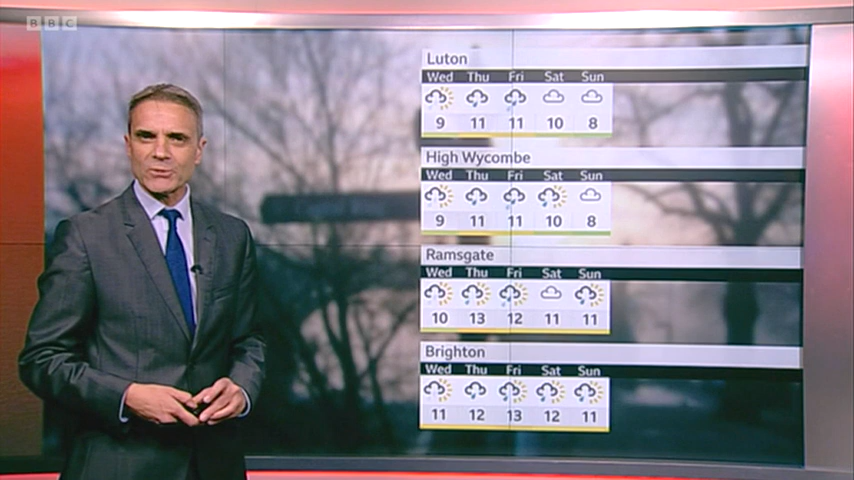 BBC
Luton
Wed Thu Fri Sat Sun
9 11 11 10 8
High Wycombe
Wed Thu Fri Sat Sun
9 11 11 10 8
Ramsgate
Wed Thu Fri Sat Sun
10 13 12 11 11
Brighton
Wed Thu Fri Sat Sun
11 12 13 12 11